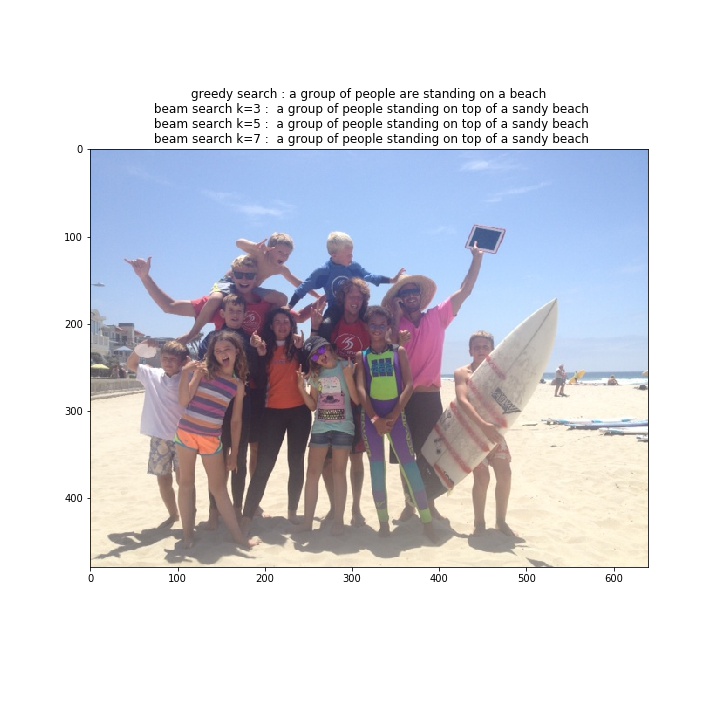 greedy search : a group of people are standing on a beach
beam search k=3 :  a group of people standing on top of a sandy beach
beam search k=5 :  a group of people standing on top of a sandy beach
beam search k=7 :  a group of people standing on top of a sandy beach
0
100
200
300
400
0 100 200 300 400 500 600